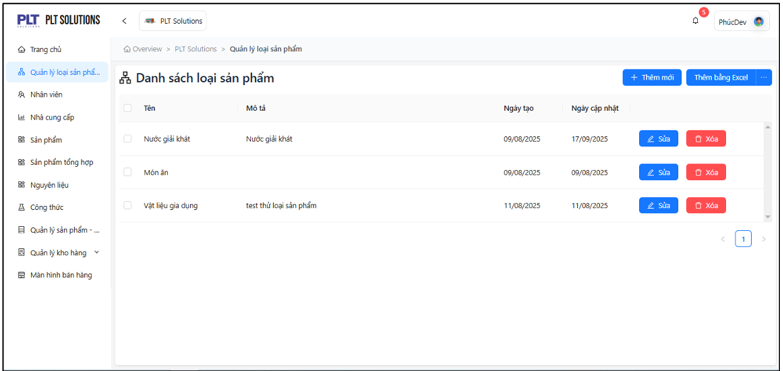 PLT PLT SOLUTIONS
SOLUTIONS
PLT Solutions
5
PhúcDev
Trang chủ
Quản lý loại sản phẩ...
Nhân viên
Nhà cung cấp
Sản phẩm
Sản phẩm tổng hợp
Nguyên liệu
Công thức
Quản lý sản phẩm - ...
Quản lý kho hàng
Màn hình bán hàng
Overview > PLT Solutions > Quản lý loại sản phẩm
Danh sách loại sản phẩm
+ Thêm mới
Thêm bằng Excel ...
Tên Mô tả Ngày tạo Ngày cập nhật
Nước giải khát Nước giải khát 09/08/2025 17/09/2025 Sửa Xóa
Món ăn 09/08/2025 09/08/2025 Sửa Xóa
Vật liệu gia dụng test thử loại sản phẩm 11/08/2025 11/08/2025 Sửa Xóa
< 1 >